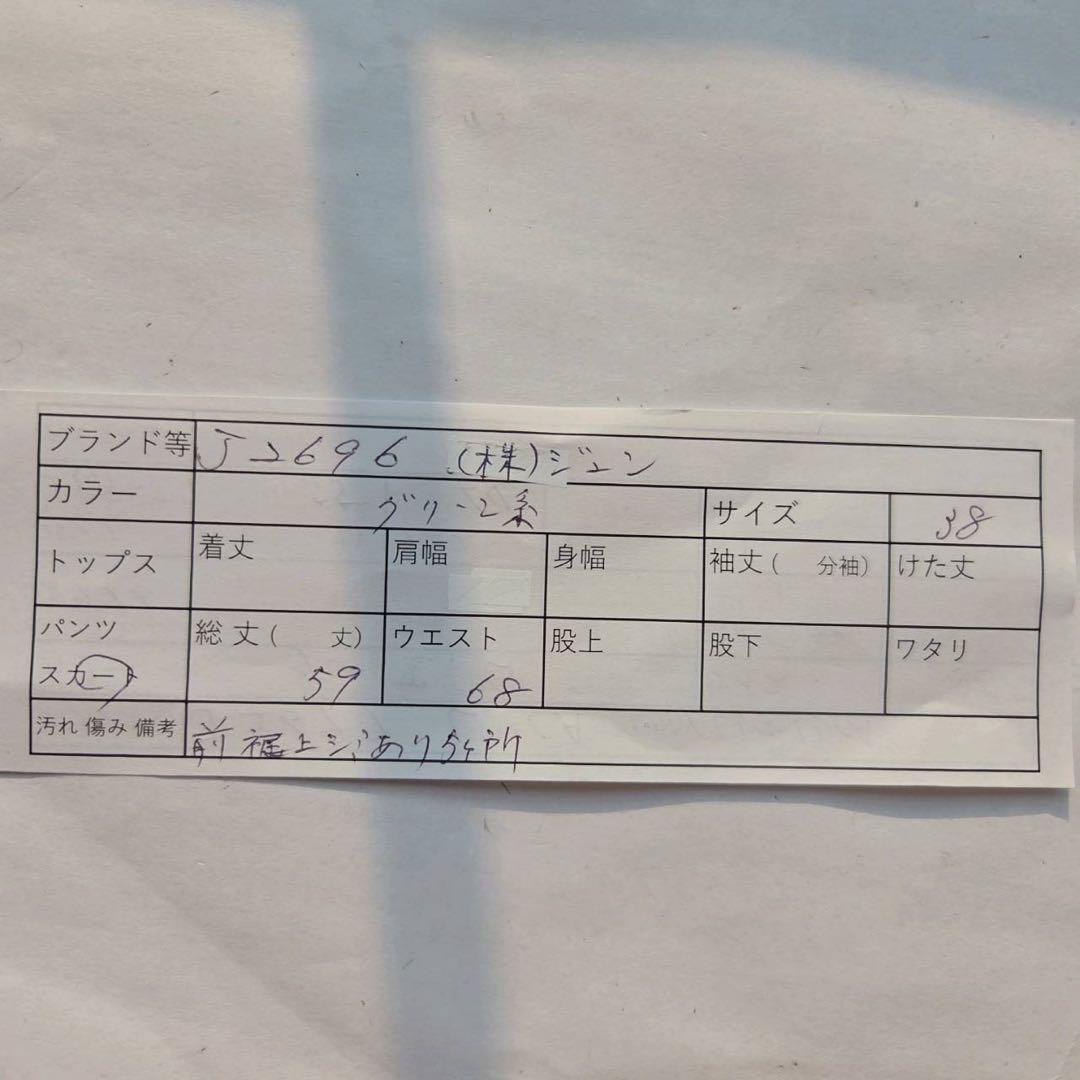 ブランド等 J2696 (株)ジュン
カラー グリーン系 サイズ 38
トップス 着丈 肩幅 身幅 袖丈( 分袖) けた丈
パンツ 総丈( 丈) ウエスト 股上 股下 ワタリ
スカート 59 68
汚れ 傷み 備考 前裾上シミあり5ヶ所